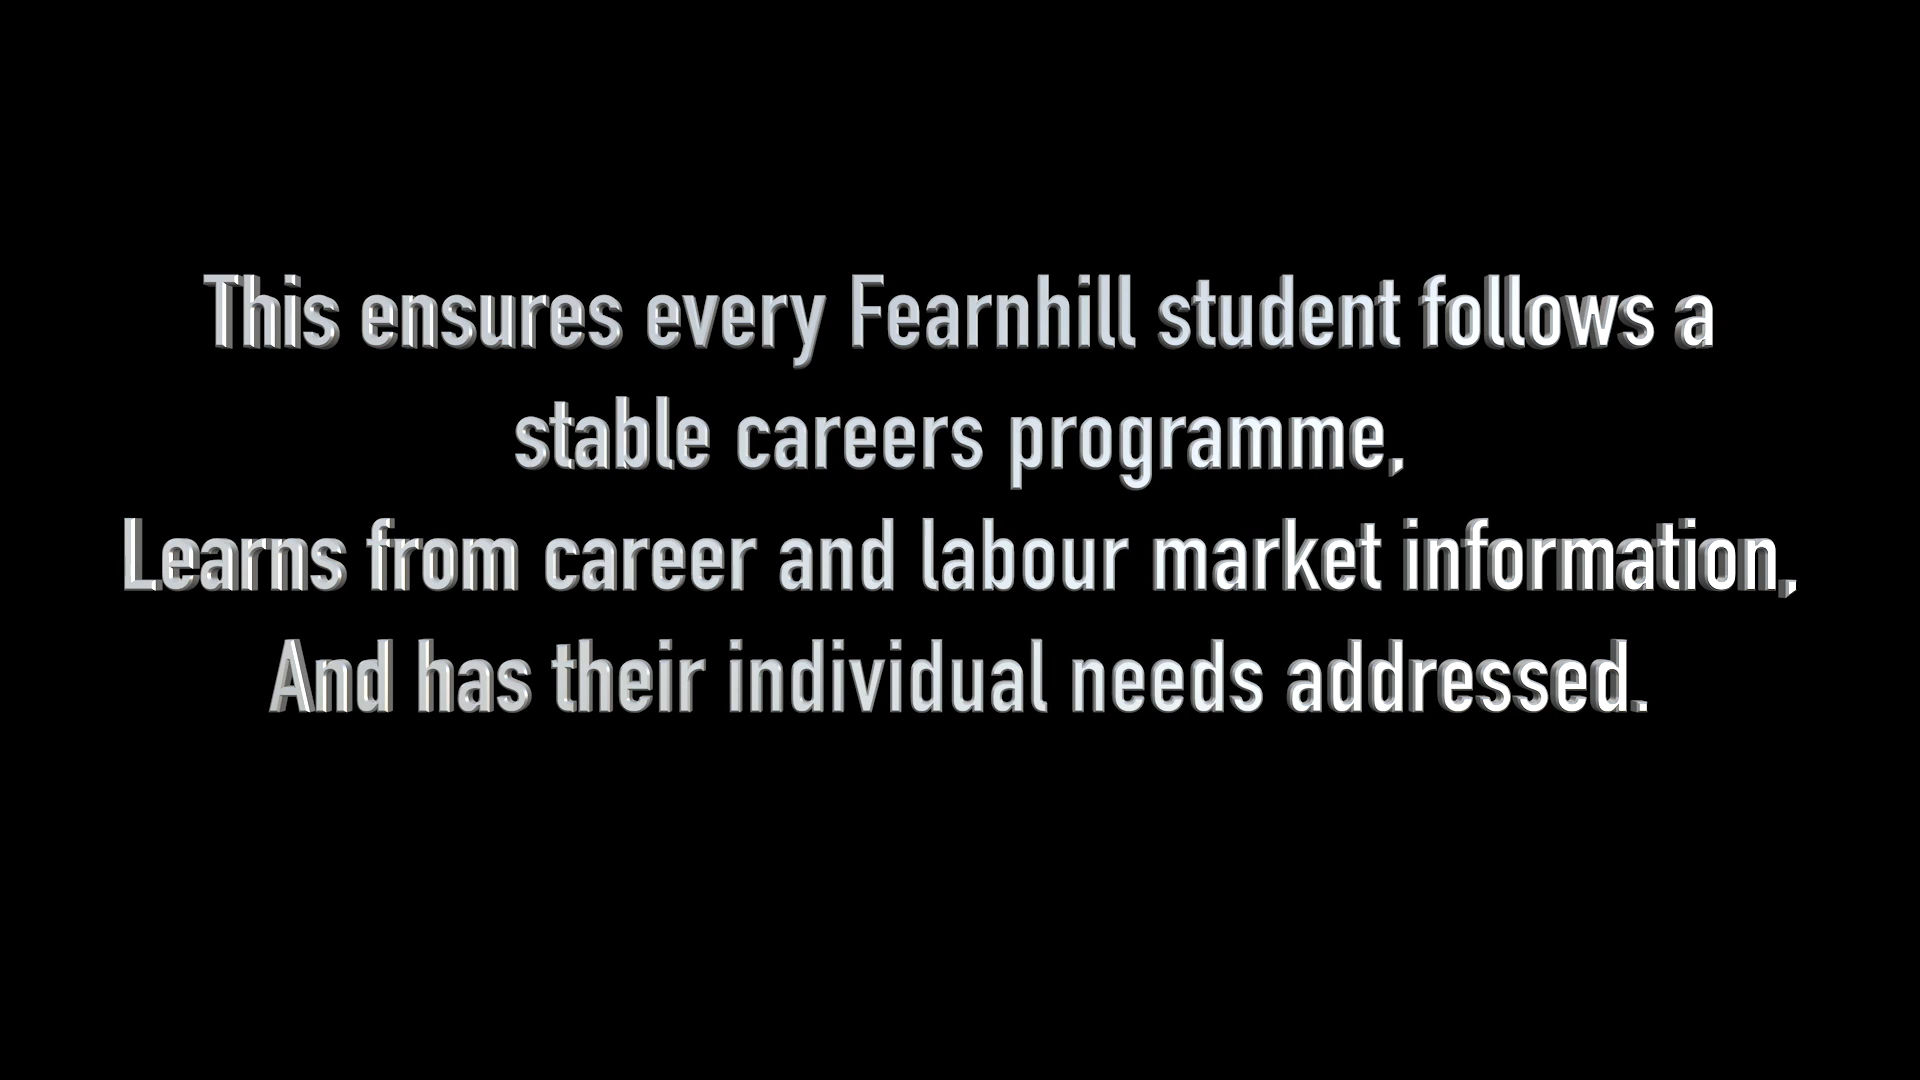 This ensures every Fearnhill student follows a
stable careers programme,
Learns from career and labour market information,
And has their individual needs addressed.